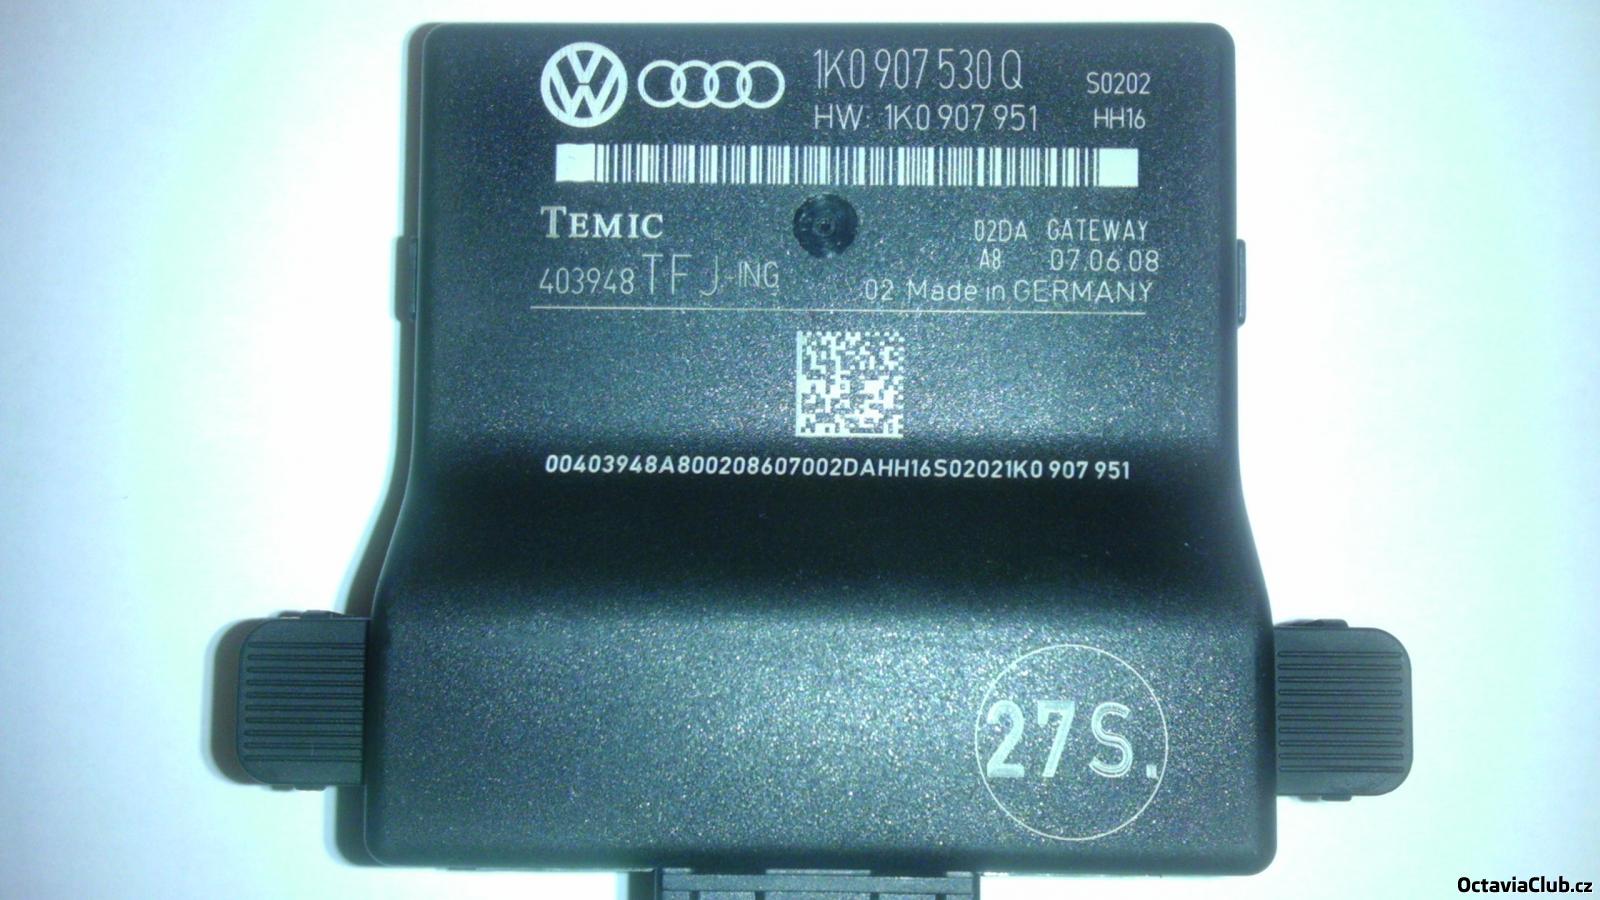 1K0 907 530 Q
S0202
HW: 1K0 907 951
HH16
TEMIC
02DA GATEWAY
A8 07.06.08
403948 TF J-ING
02 Made in GERMANY
00403948A800208607002DAHH16S02021K0 907 951
27S.
OctaviaClub.cz